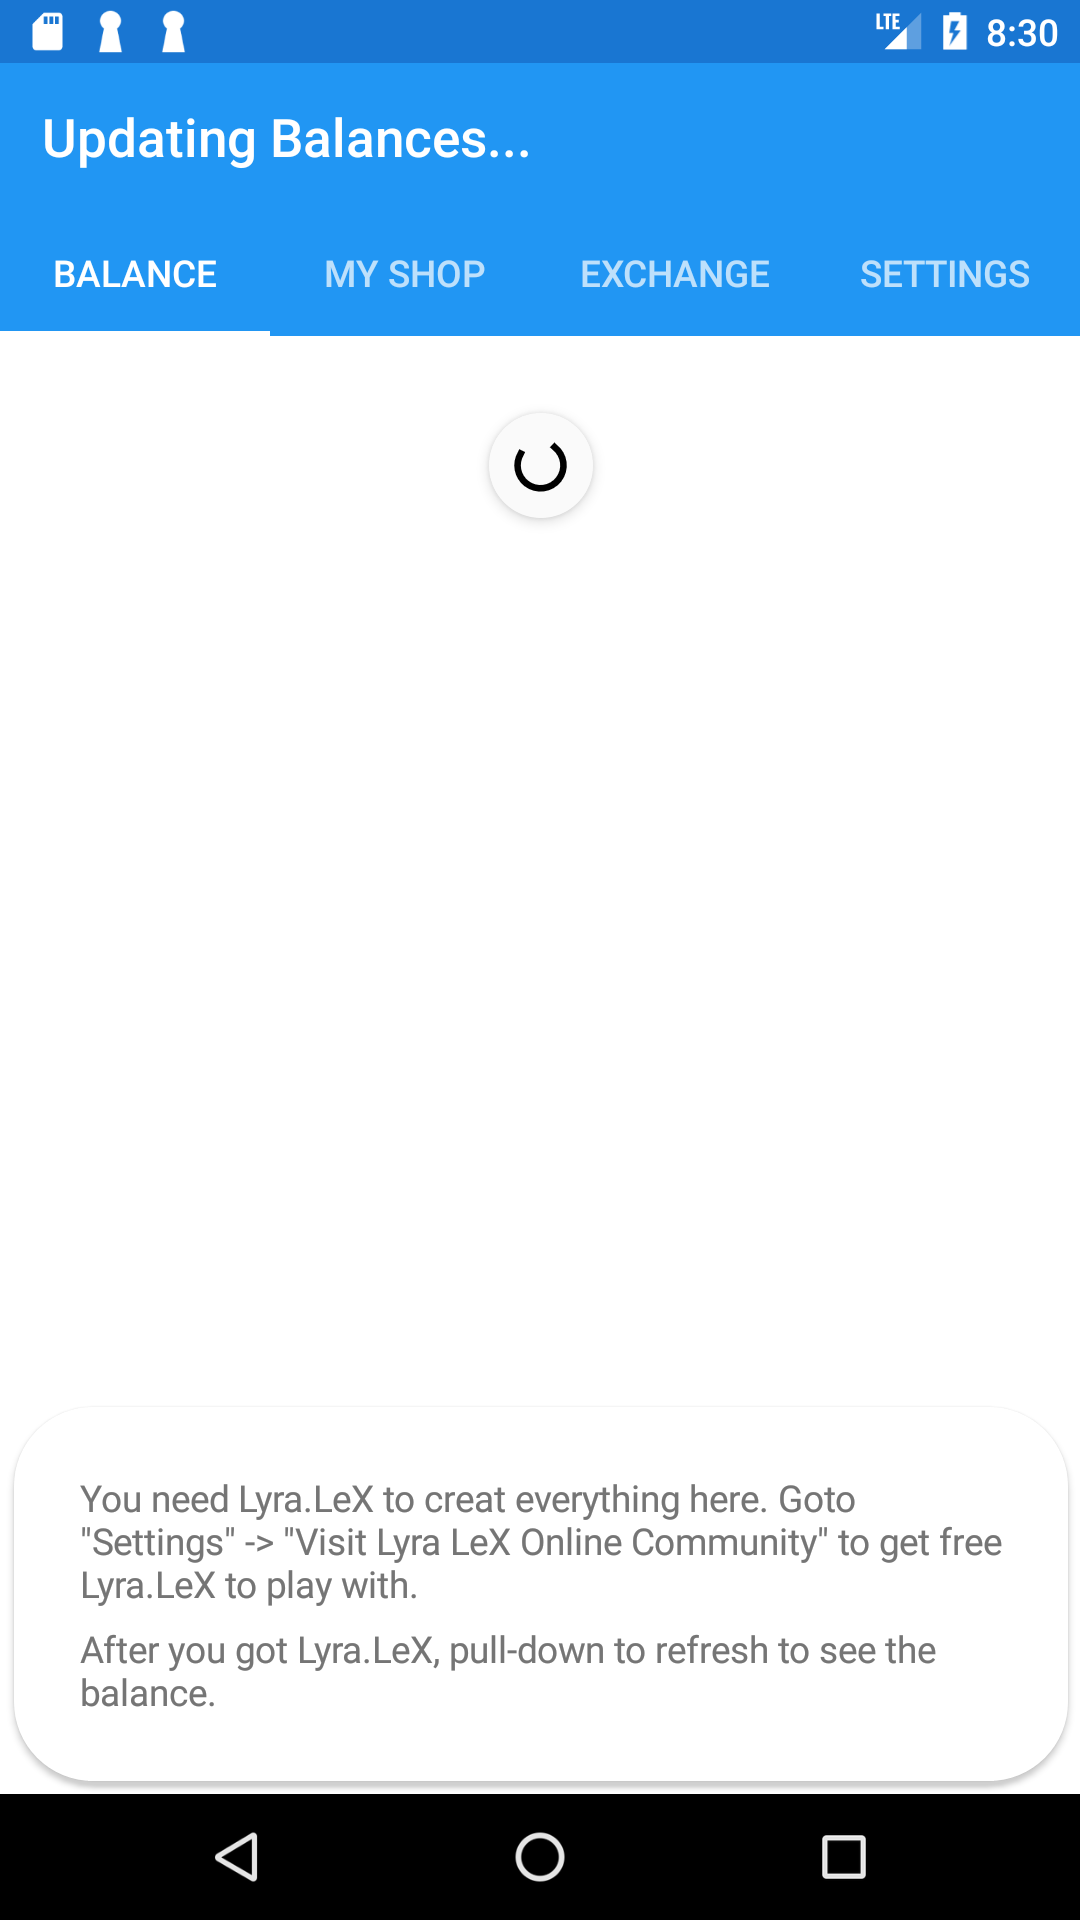 LTE 8:30
Updating Balances...
BALANCE MY SHOP EXCHANGE SETTINGS
You need Lyra.LeX to creat everything here. Goto
"Settings" -> "Visit Lyra LeX Online Community" to get free
Lyra.LeX to play with.
After you got Lyra.LeX, pull-down to refresh to see the
balance.